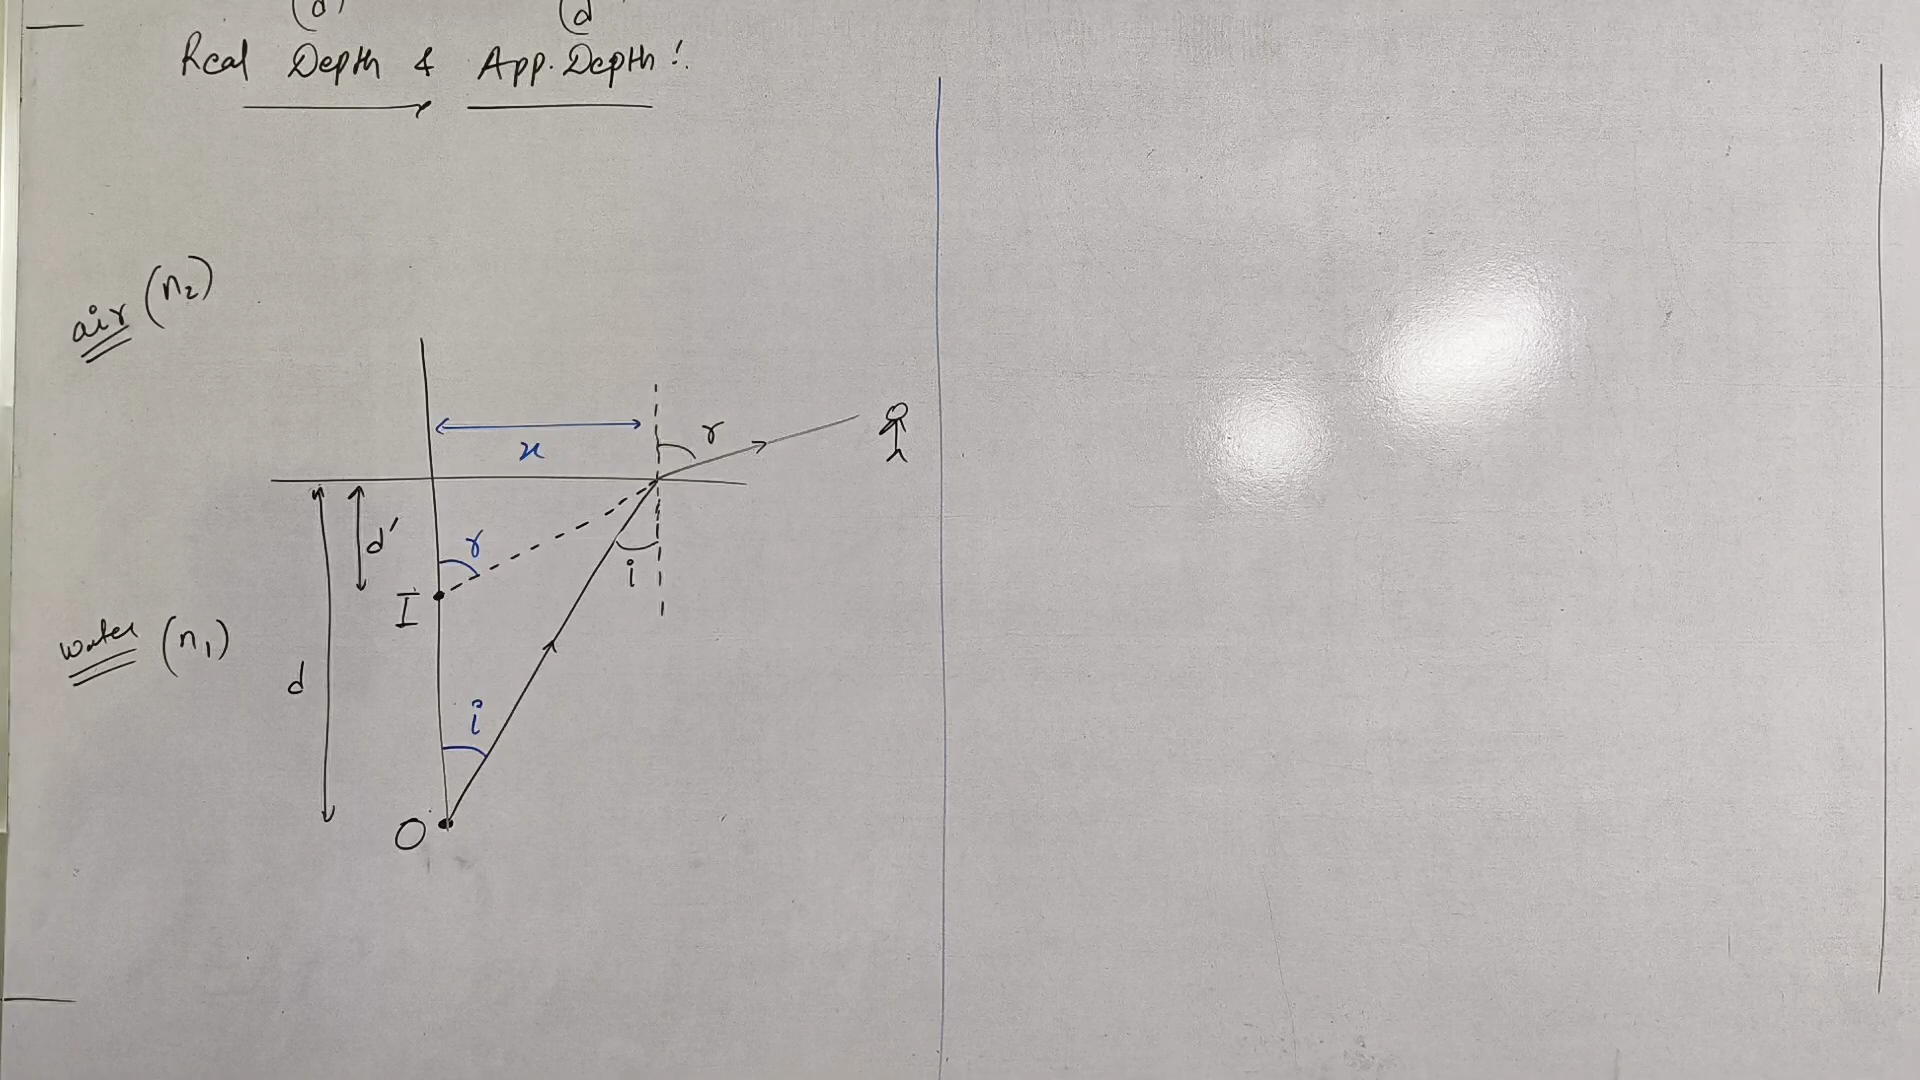 (d) (d
Real Depth & App. Depth :
air (n₂)
x
r
d'
r
i
I
water (n₁)
d
i
O